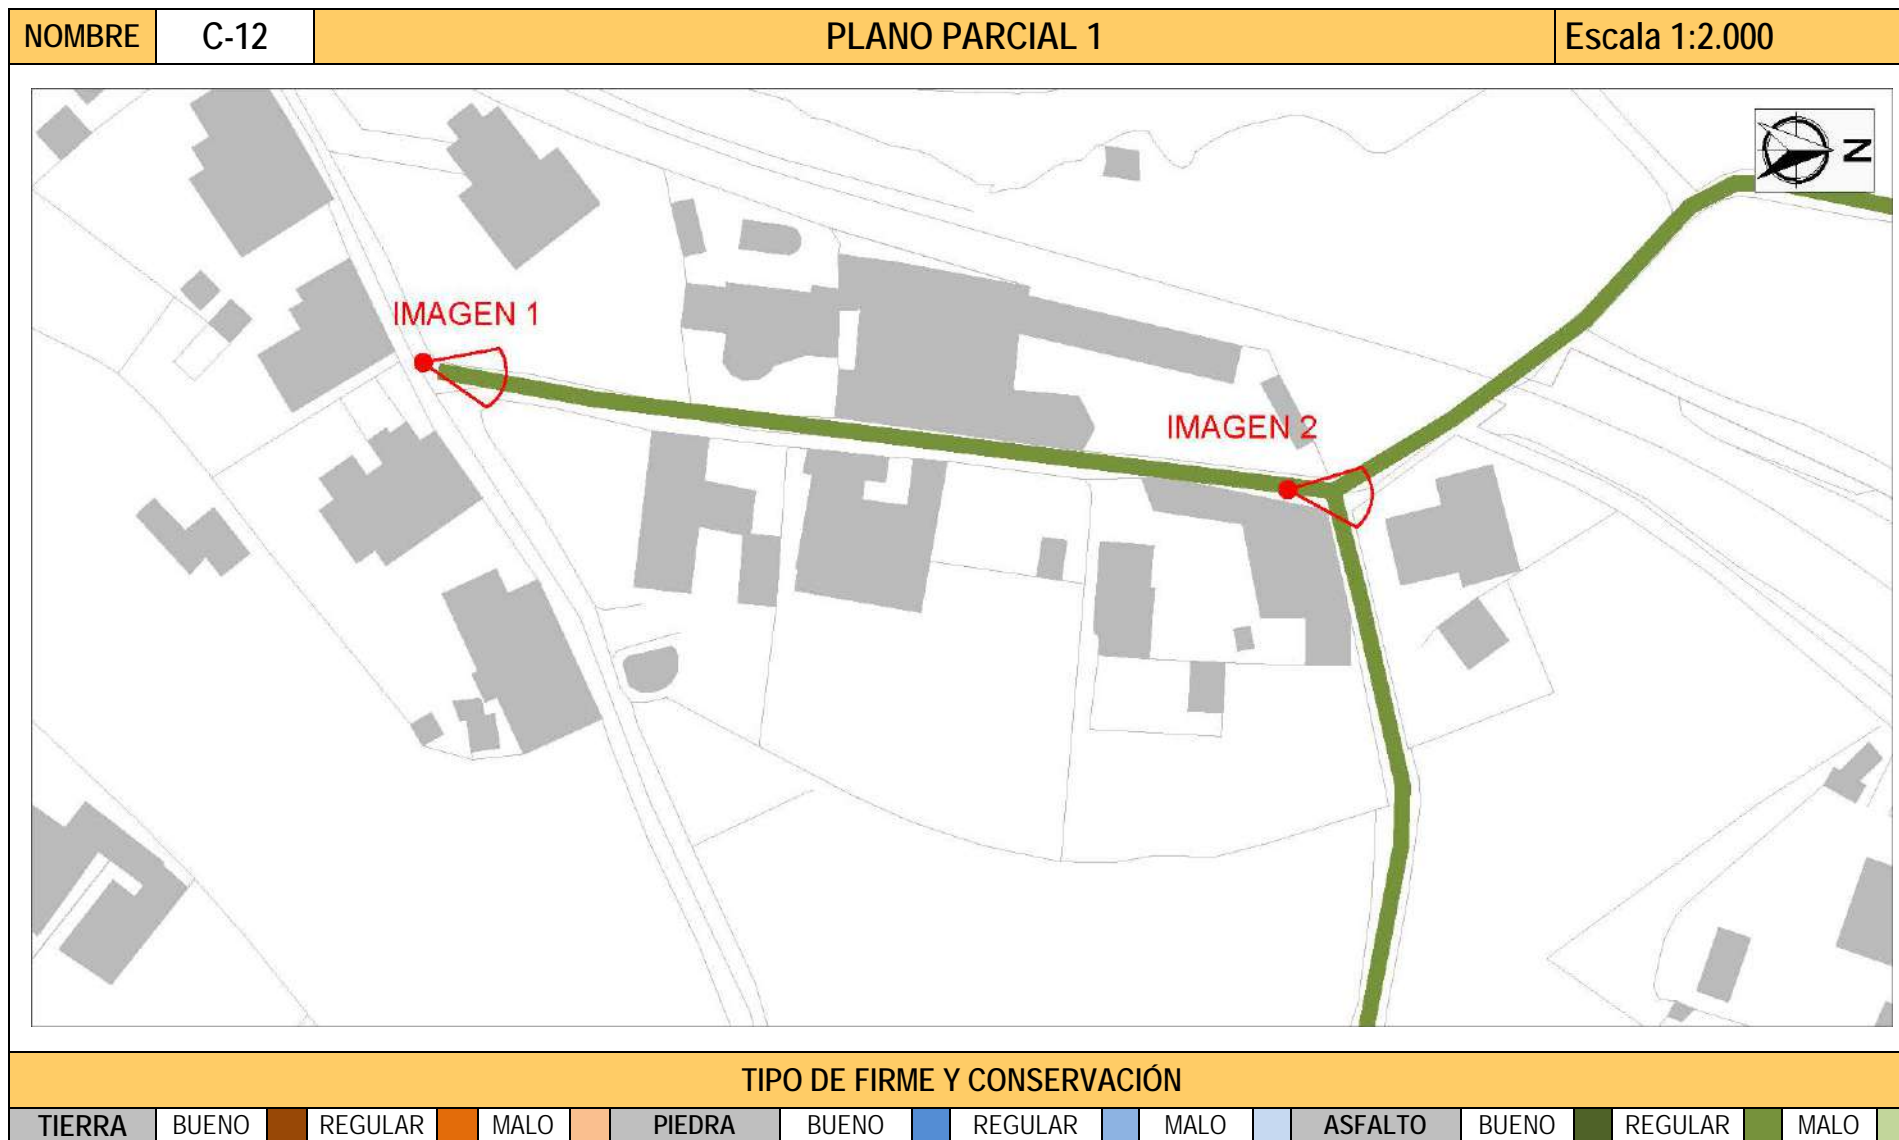 NOMBRE C-12 PLANO PARCIAL 1 Escala 1:2.000
N
IMAGEN 1
IMAGEN 2
TIPO DE FIRME Y CONSERVACIÓN
TIERRA BUENO REGULAR MALO PIEDRA BUENO REGULAR MALO ASFALTO BUENO REGULAR MALO